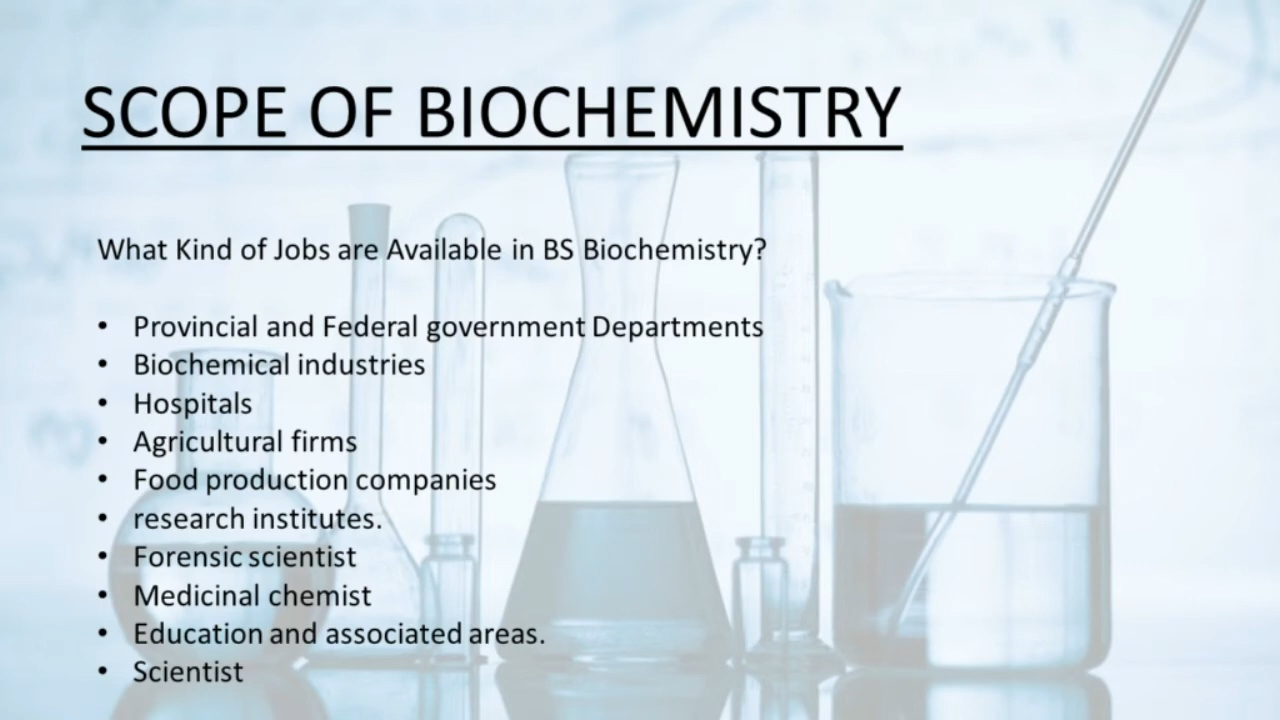 SCOPE OF BIOCHEMISTRY
What Kind of Jobs are Available in BS Biochemistry?
• Provincial and Federal government Departments
• Biochemical industries
• Hospitals
• Agricultural firms
• Food production companies
• research institutes.
• Forensic scientist
• Medicinal chemist
• Education and associated areas.
• Scientist